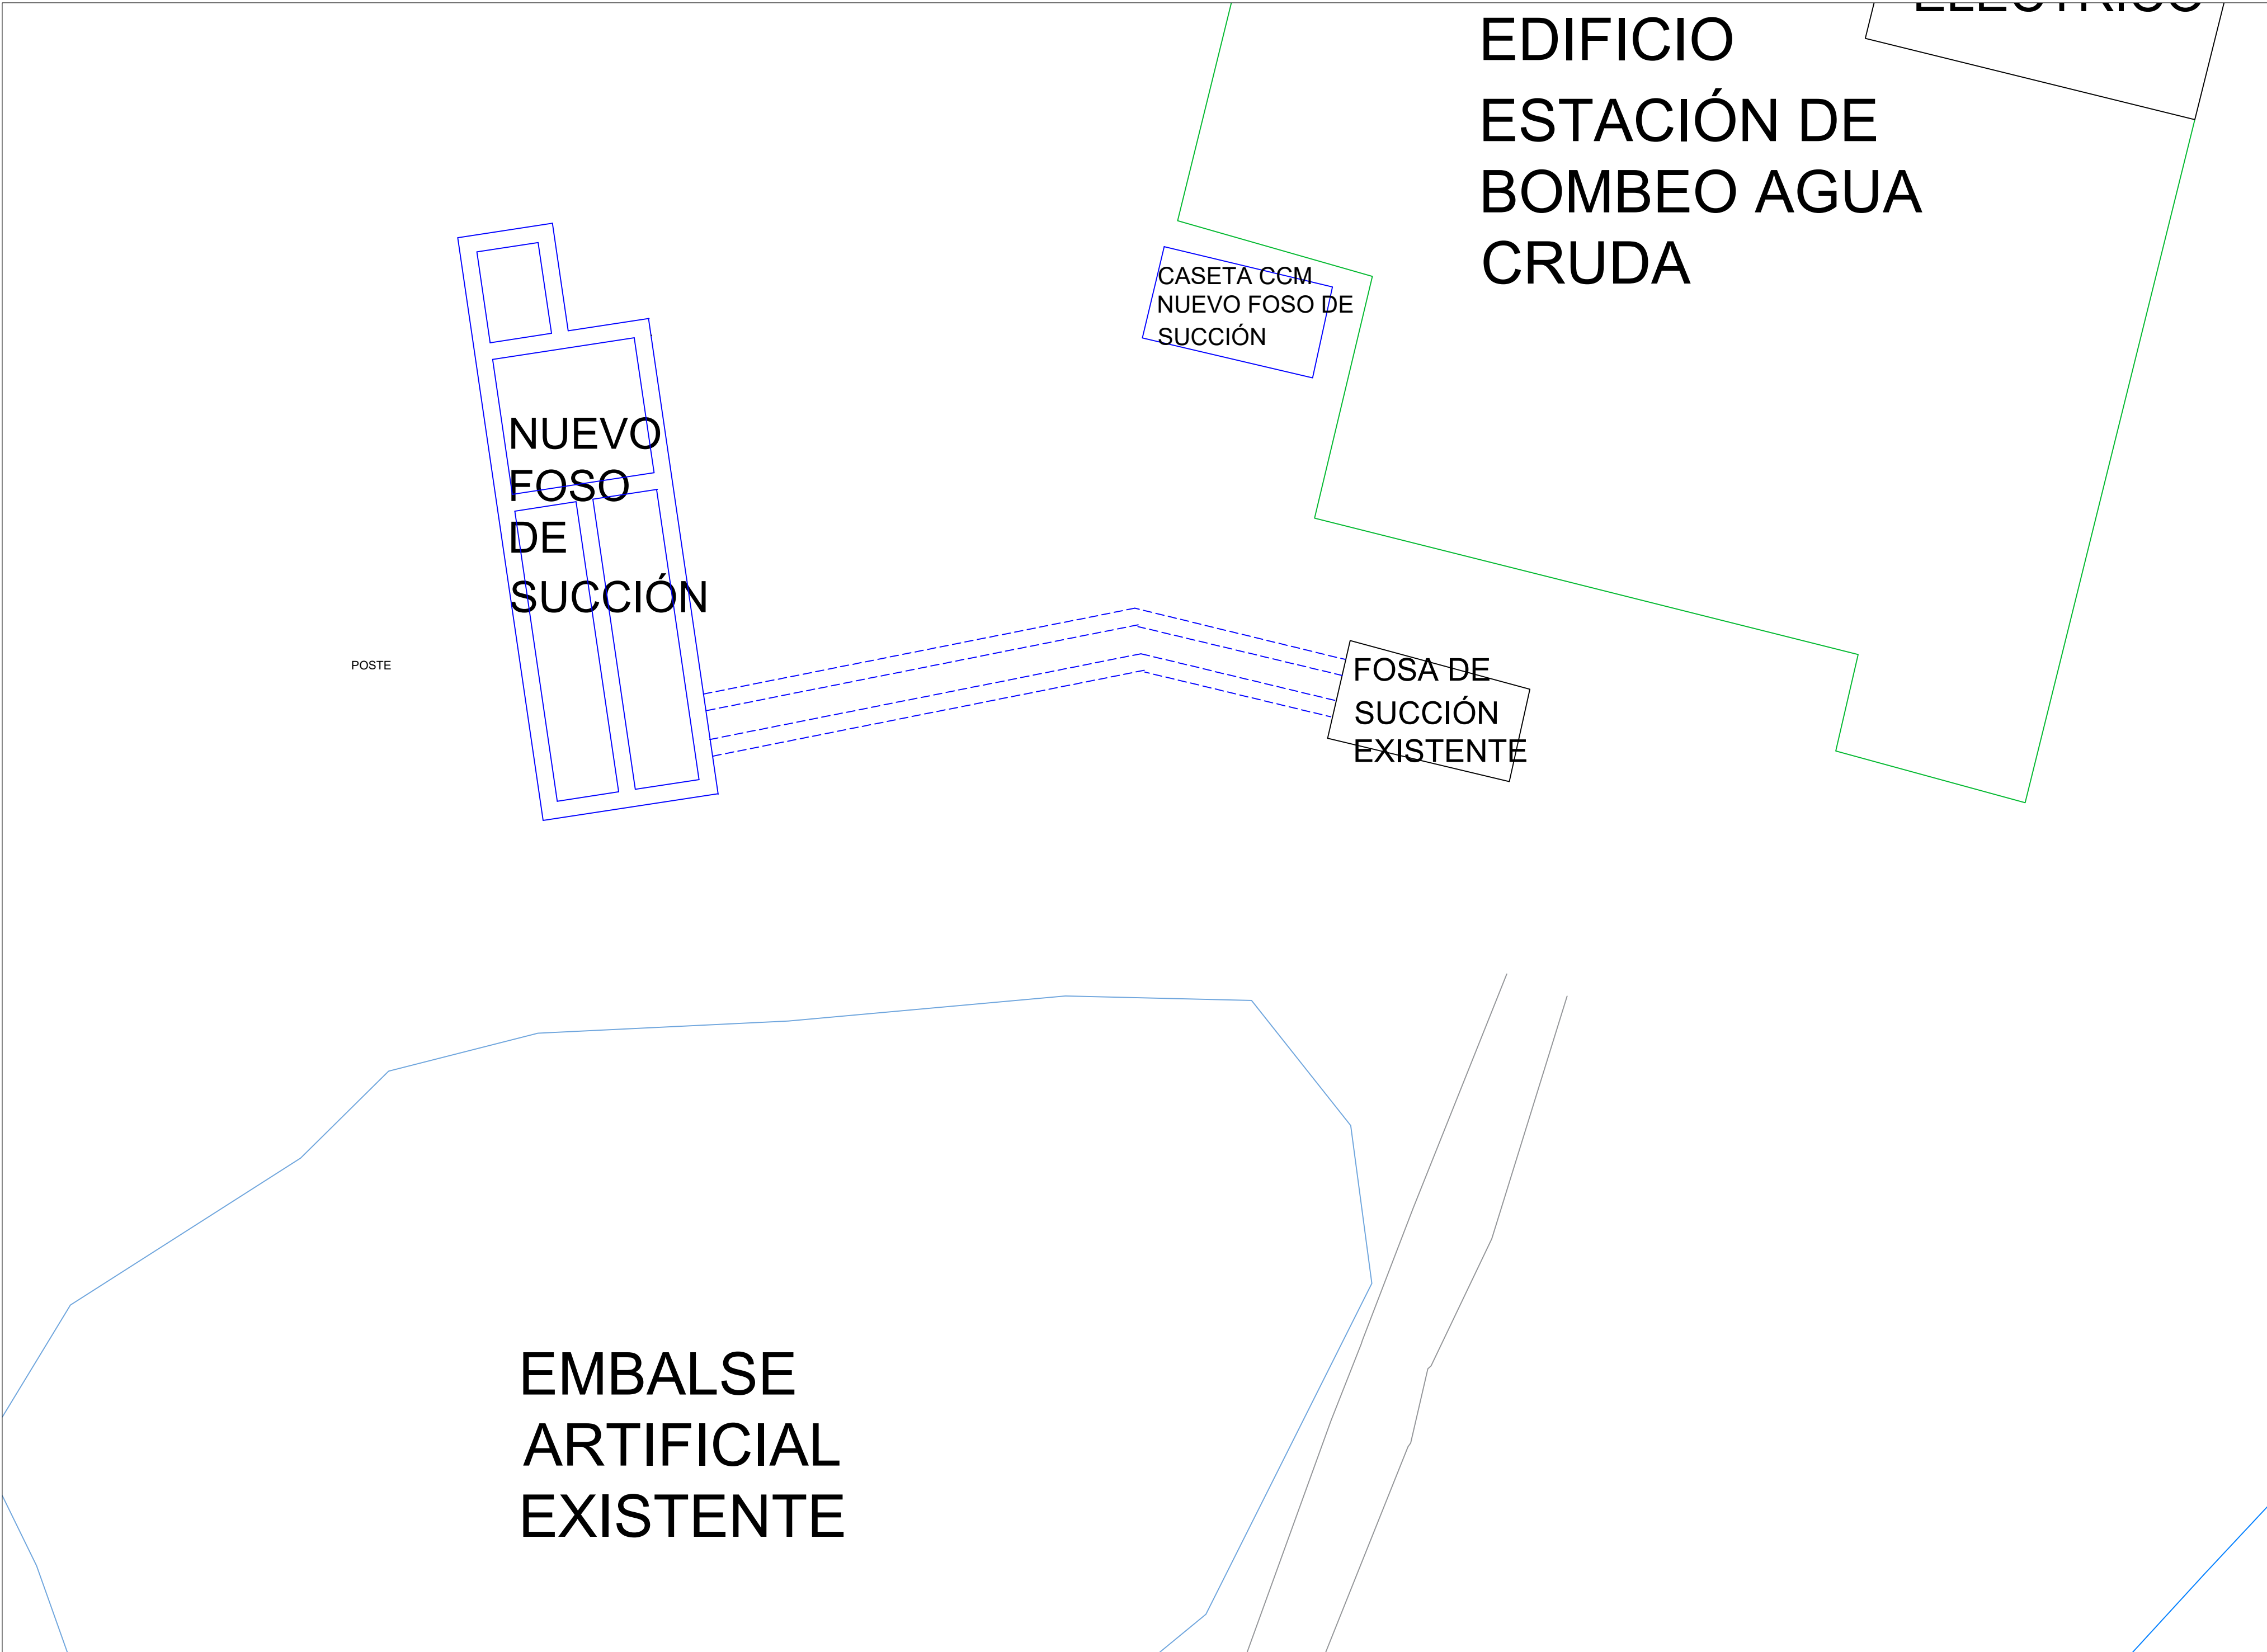 EDIFICIO
ESTACIÓN DE
BOMBEO AGUA
CRUDA
CASETA CCM
NUEVO FOSO DE
SUCCIÓN
NUEVO
FOSO
DE
SUCCIÓN
POSTE
FOSA DE
SUCCIÓN
EXISTENTE
EMBALSE
ARTIFICIAL
EXISTENTE